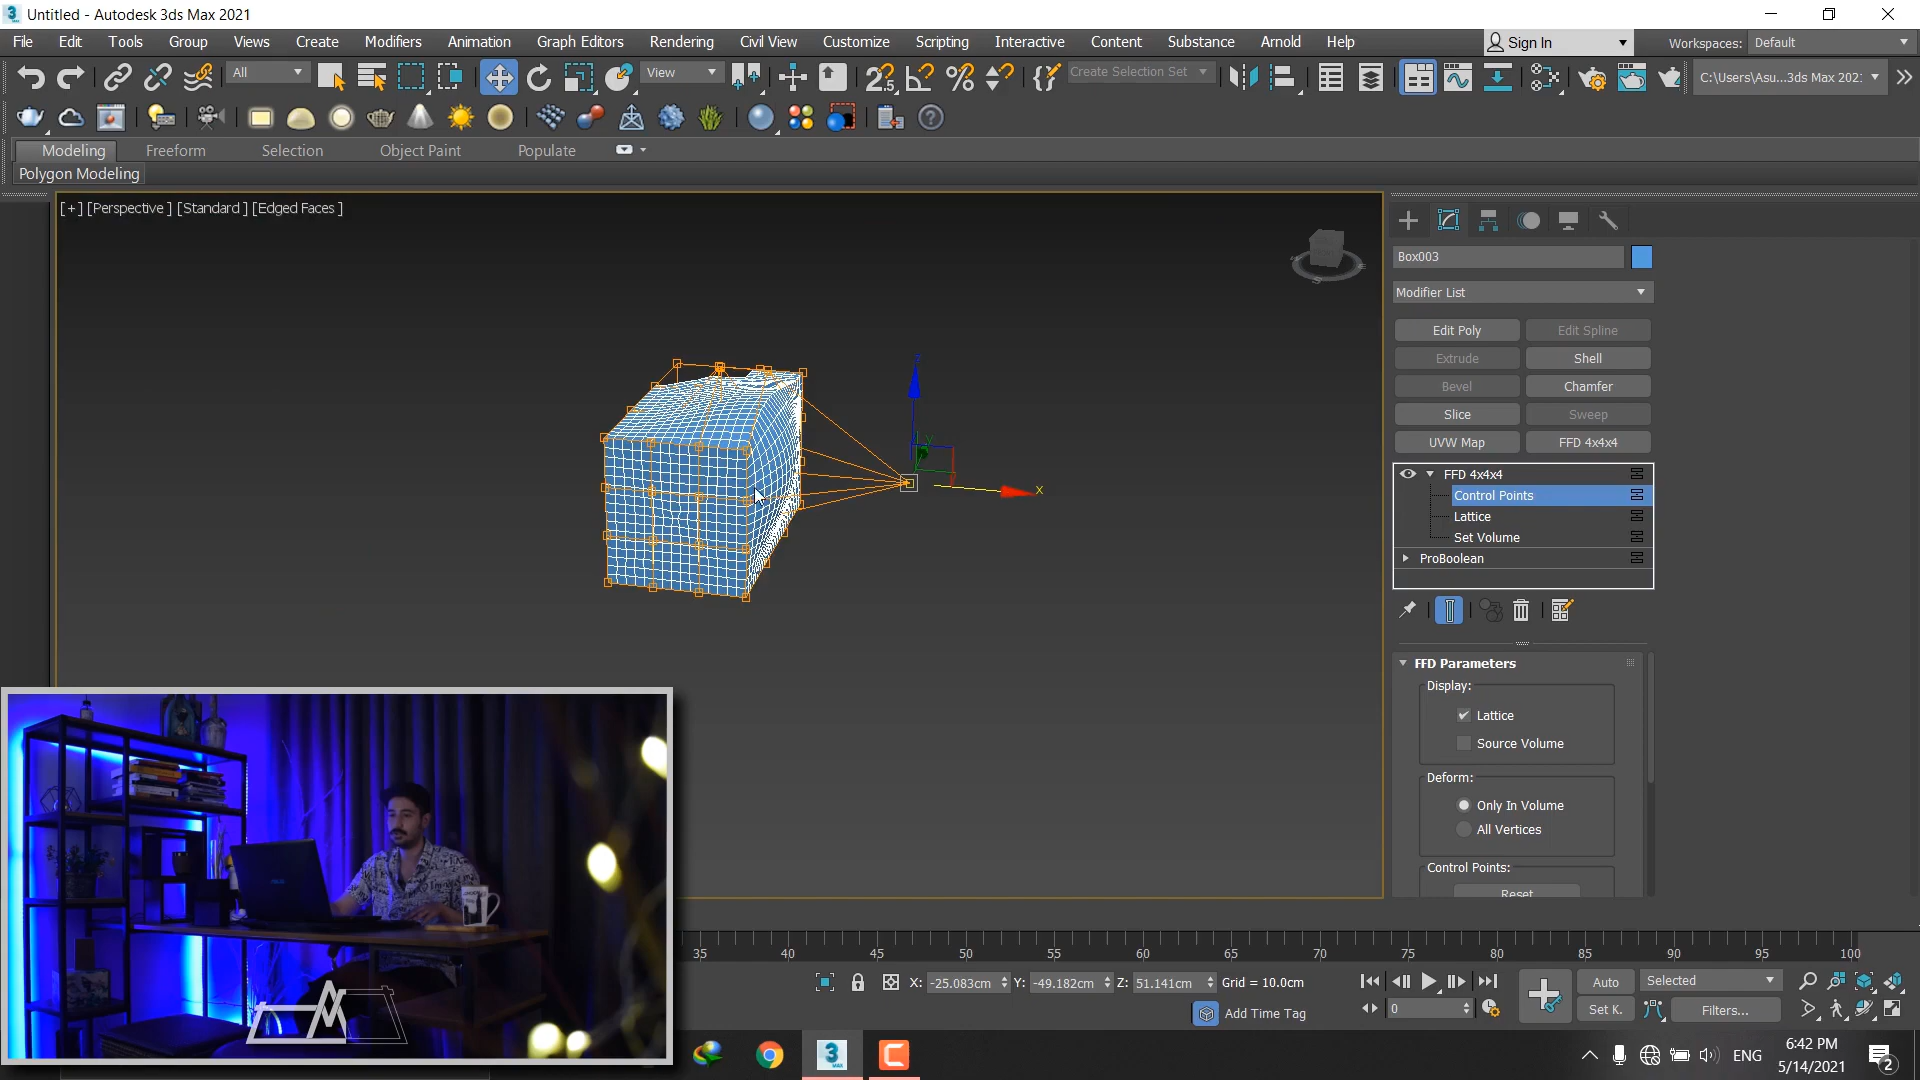 Untitled - Autodesk 3ds Max 2021
File Edit Tools Group Views Create Modifiers Animation Graph Editors Rendering Civil View Customize Scripting Interactive Content Substance Arnold Help
Sign In
Workspaces: Default
All
View
Create Selection Set
C:\Users\Asu...3ds Max 202:
Modeling Freeform Selection Object Paint Populate
Polygon Modeling
[+] [Perspective ] [Standard ] [Edged Faces ]
Box003
Modifier List
Edit Poly Edit Spline
Extrude Shell
Bevel Chamfer
Slice Sweep
UVW Map FFD 4x4x4
FFD 4x4x4
Control Points
Lattice
Set Volume
ProBoolean
FFD Parameters
Display:
Lattice
Source Volume
Deform:
Only In Volume
All Vertices
Control Points:
Reset
z
y
x
35 40 45 50 55 60 65 70 75 80 85 90 95 100
X: -25.083cm Y: -49.182cm Z: 51.141cm Grid = 10.0cm
Auto Selected
0
Set K. Filters...
Add Time Tag
3
MAX
ENG
6:42 PM
5/14/2021
2